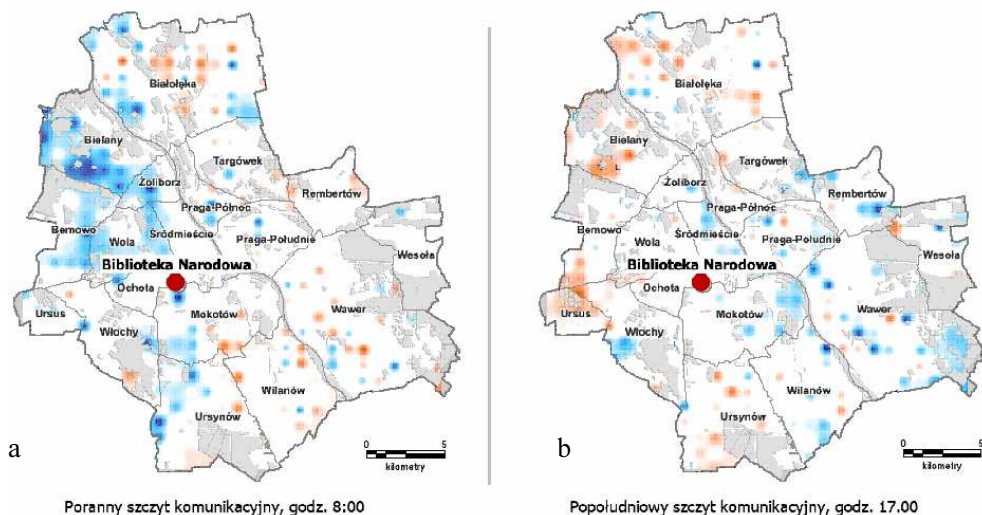 Białołęka
Bielany
Targówek
Żoliborz
Rembertów
Praga-Północ
Bemowo
Śródmieście
Wola
Praga-Południe
Wesoła
Biblioteka Narodowa
Ochota
Ursus
Mokotów
Wawer
Włochy
Wilanów
Ursynów
a
0 5
kilometry
Poranny szczyt komunikacyjny, godz. 8:00
Białołęka
Bielany
Targówek
Żoliborz
Rembertów
Praga-Północ
Bemowo
Śródmieście
Wola
Praga-Południe
Wesoła
Biblioteka Narodowa
Ochota
Ursus
Mokotów
Wawer
Włochy
Wilanów
Ursynów
b
0 5
kilometry
Popołudniowy szczyt komunikacyjny, godz. 17.00